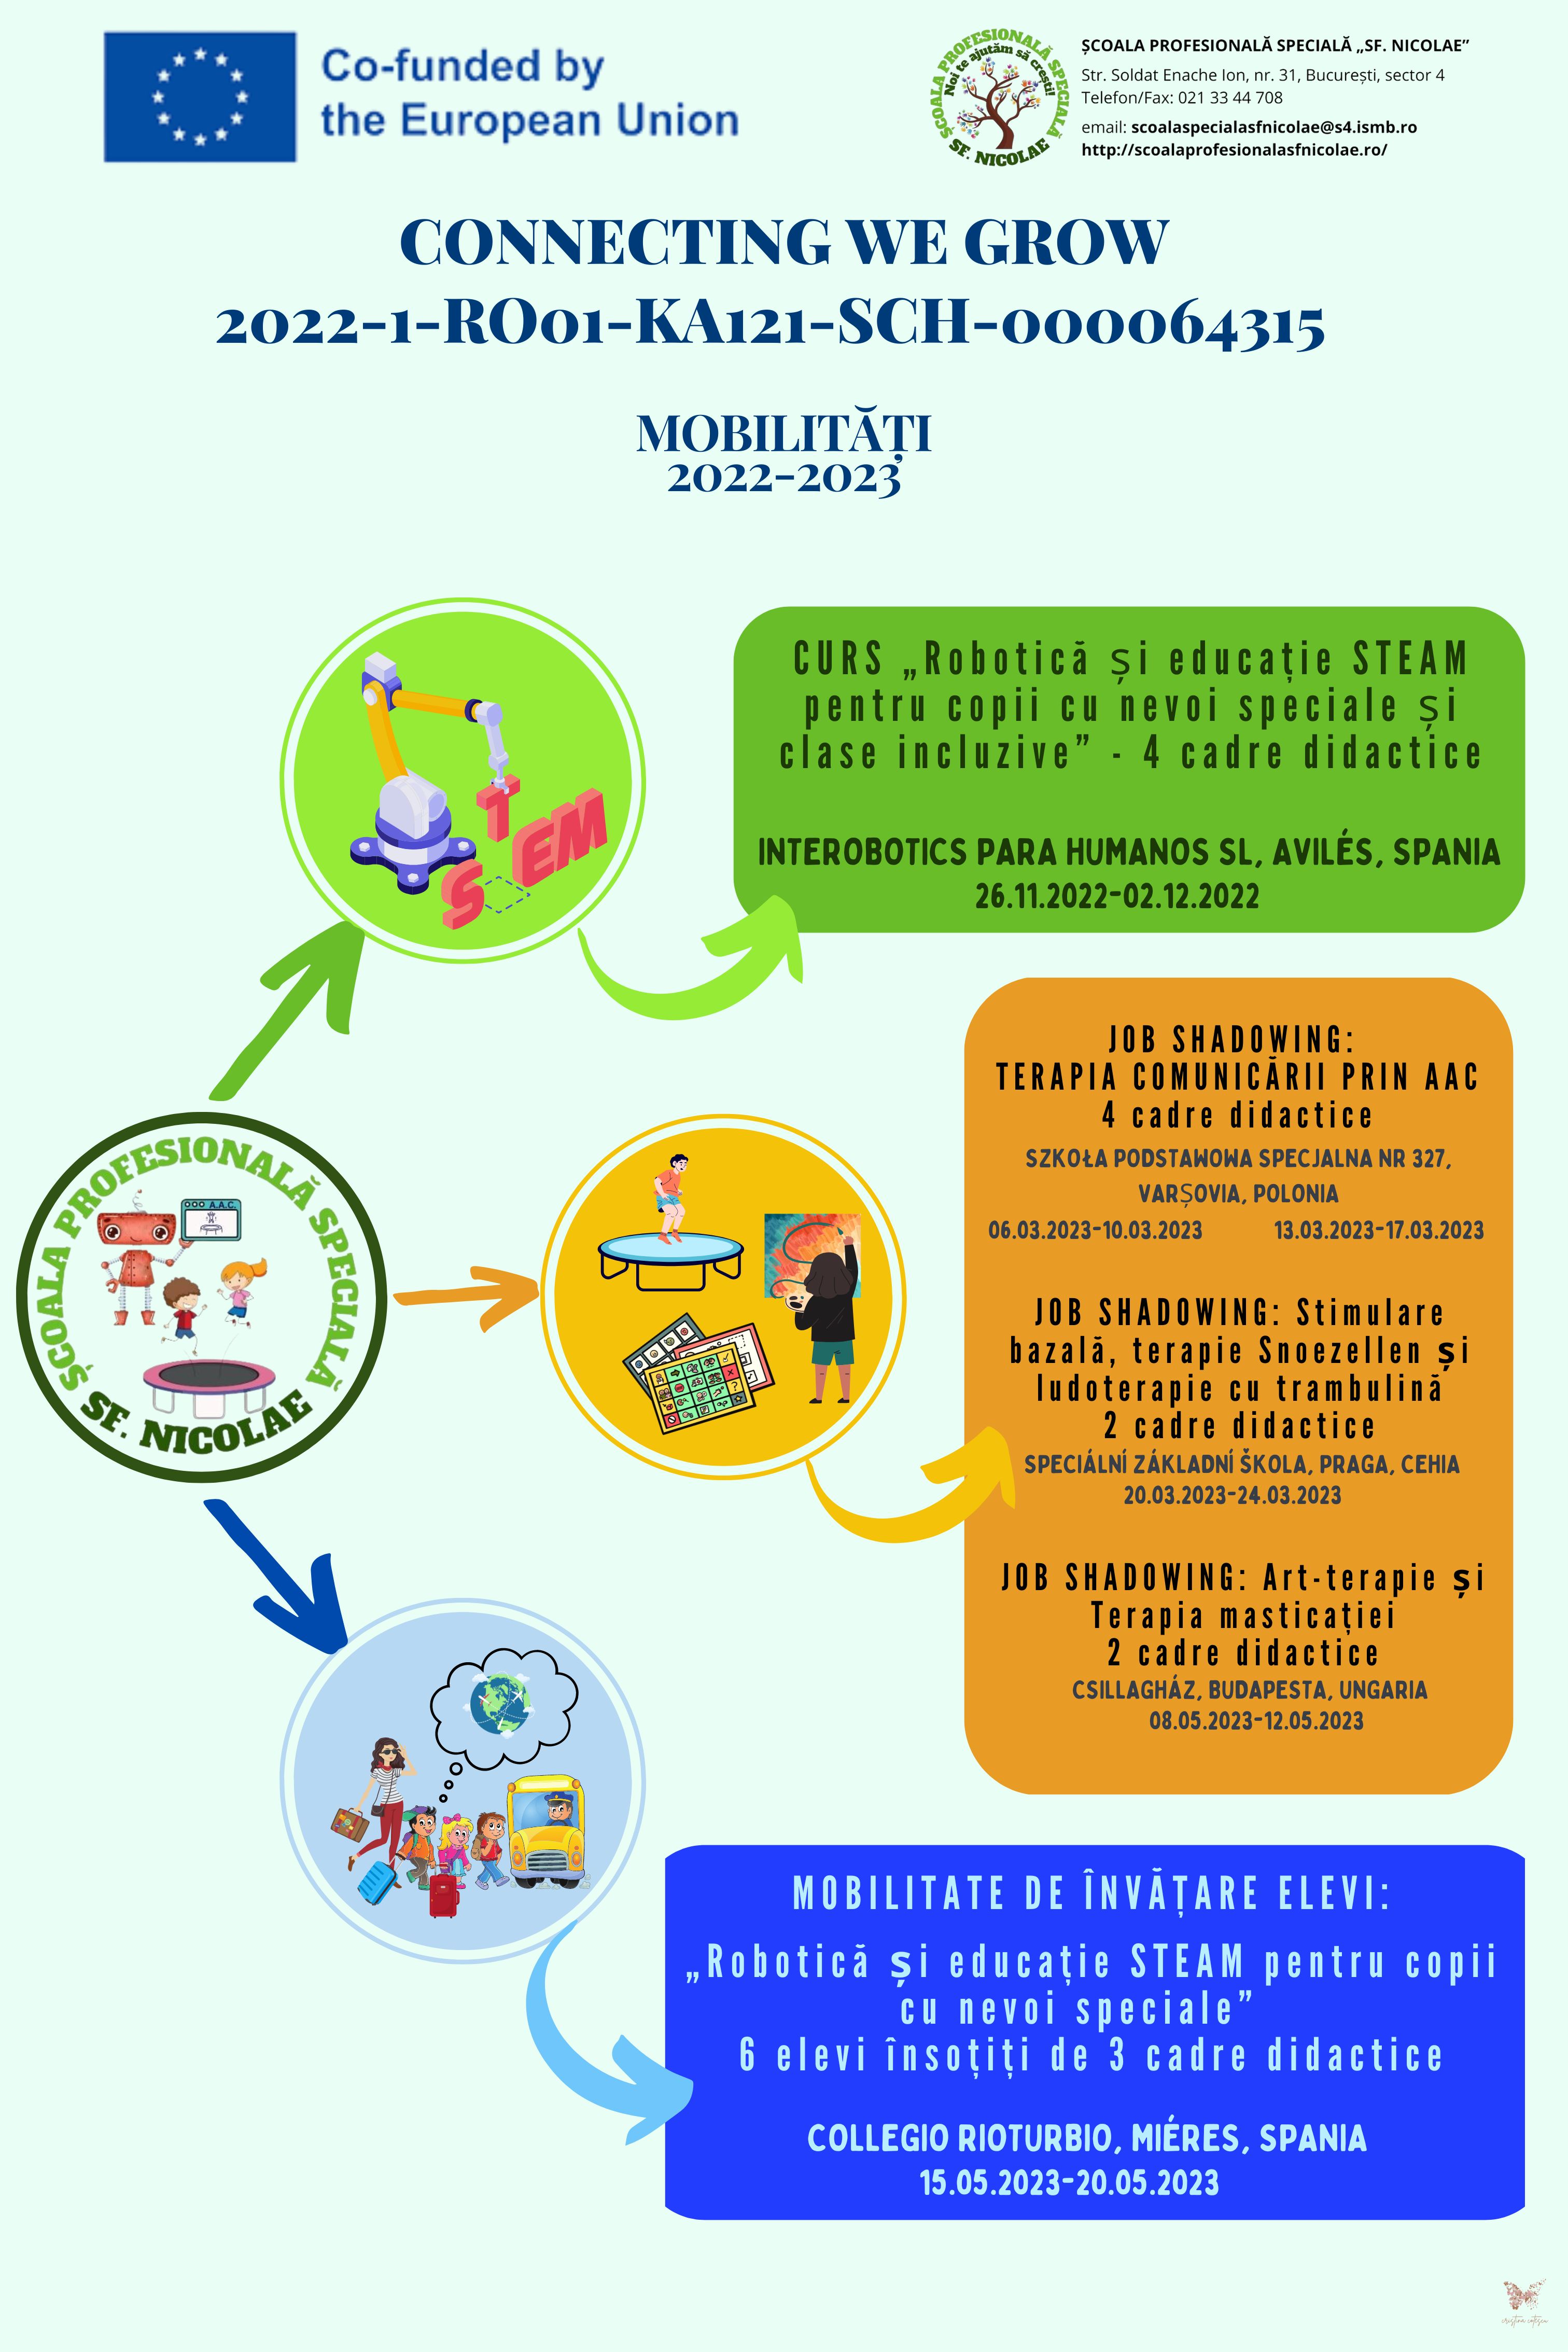 Co-funded by
the European Union
ȘCOALA PROFESIONALĂ SPECIALĂ
Noi te ajutăm să crești!
SF. NICOLAE
ȘCOALA PROFESIONALĂ SPECIALĂ „SF. NICOLAE”
Str. Soldat Enache Ion, nr. 31, București, sector 4
Telefon/Fax: 021 33 44 708
email: scoalaspecialasfnicolae@s4.ismb.ro
http://scoalaprofesionalasfnicolae.ro/
CONNECTING WE GROW
2022-1-RO01-KA121-SCH-000064315
MOBILITĂȚI
2022-2023
S T E M
CURS „Robotică și educație STEAM
pentru copii cu nevoi speciale și
clase incluzive” - 4 cadre didactice
INTEROBOTICS PARA HUMANOS SL, AVILÉS, SPANIA
26.11.2022-02.12.2022
ȘCOALA PROFESIONALĂ SPECIALĂ
A.A.C.
SF. NICOLAE
JOB SHADOWING:
TERAPIA COMUNICĂRII PRIN AAC
4 cadre didactice
SZKOŁA PODSTAWOWA SPECJALNA NR 327,
VARȘOVIA, POLONIA
06.03.2023-10.03.2023 13.03.2023-17.03.2023
JOB SHADOWING: Stimulare
bazală, terapie Snoezellen și
ludoterapie cu trambulină
2 cadre didactice
SPECIÁLNÍ ZÁKLADNÍ ŠKOLA, PRAGA, CEHIA
20.03.2023-24.03.2023
JOB SHADOWING: Art-terapie și
Terapia masticației
2 cadre didactice
CSILLAGHÁZ, BUDAPESTA, UNGARIA
08.05.2023-12.05.2023
MOBILITATE DE ÎNVĂȚARE ELEVI:
„Robotică și educație STEAM pentru copii
cu nevoi speciale”
6 elevi însoțiți de 3 cadre didactice
COLLEGIO RIOTURBIO, MIÉRES, SPANIA
15.05.2023-20.05.2023